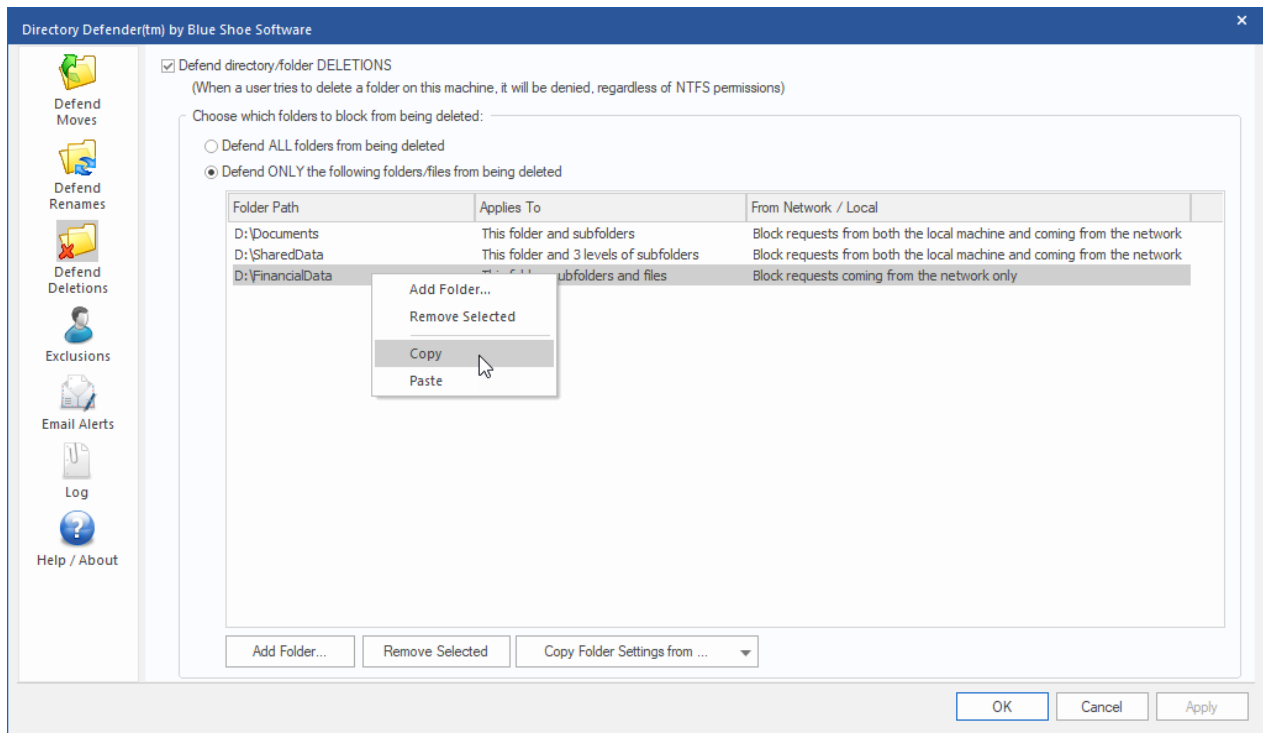 Directory Defender(tm) by Blue Shoe Software
Defend
Moves
Defend
Renames
Defend
Deletions
Exclusions
Email Alerts
Log
Help / About
Defend directory/folder DELETIONS
(When a user tries to delete a folder on this machine, it will be denied, regardless of NTFS permissions)
Choose which folders to block from being deleted:
Defend ALL folders from being deleted
Defend ONLY the following folders/files from being deleted
Folder Path Applies To From Network / Local
D:\Documents This folder and subfolders Block requests from both the local machine and coming from the network
D:\SharedData This folder and 3 levels of subfolders Block requests from both the local machine and coming from the network
D:\FinancialData and files Block requests coming from the network only
Add Folder...
Remove Selected
Copy
Paste
Add Folder... Remove Selected Copy Folder Settings from ...
OK Cancel Apply